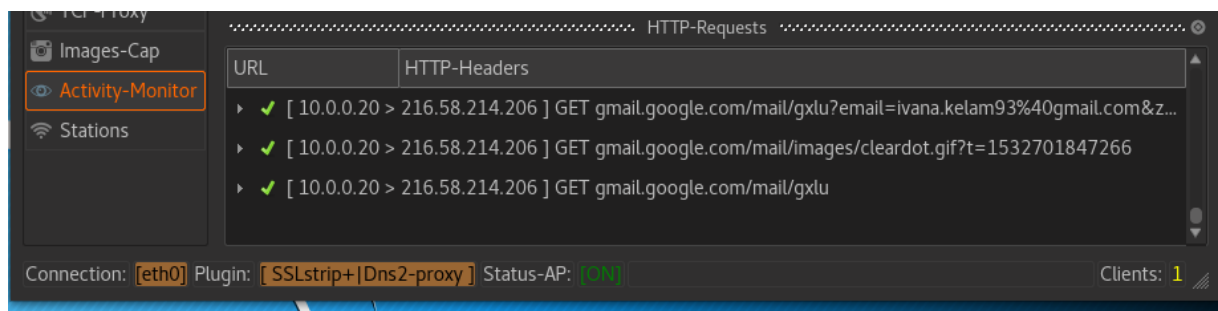 TCP-Proxy
HTTP-Requests
Images-Cap
URL HTTP-Headers
Activity-Monitor
[ 10.0.0.20 > 216.58.214.206 ] GET gmail.google.com/mail/gxlu?email=ivana.kelam93%40gmail.com&z...
Stations
[ 10.0.0.20 > 216.58.214.206 ] GET gmail.google.com/mail/images/cleardot.gif?t=1532701847266
[ 10.0.0.20 > 216.58.214.206 ] GET gmail.google.com/mail/gxlu
Connection: [eth0] Plugin: [ SSLstrip+|Dns2-proxy ] Status-AP: [ON] Clients: 1